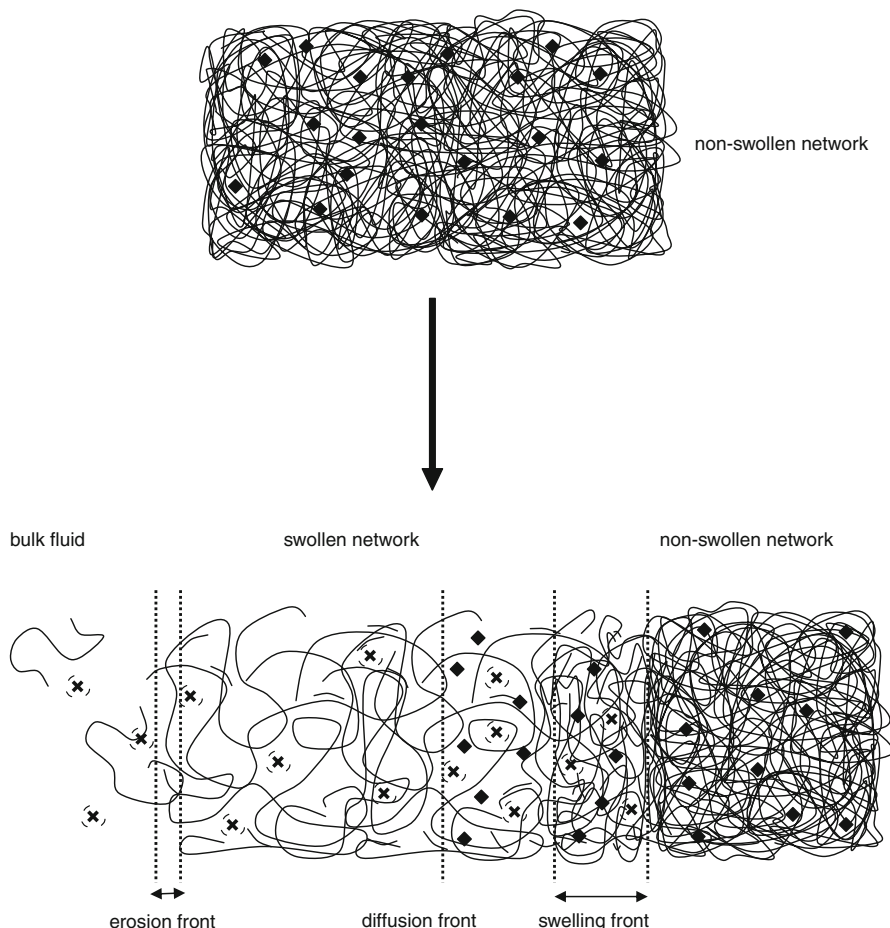 non-swollen network
bulk fluid
swollen network
non-swollen network
erosion front
diffusion front
swelling front